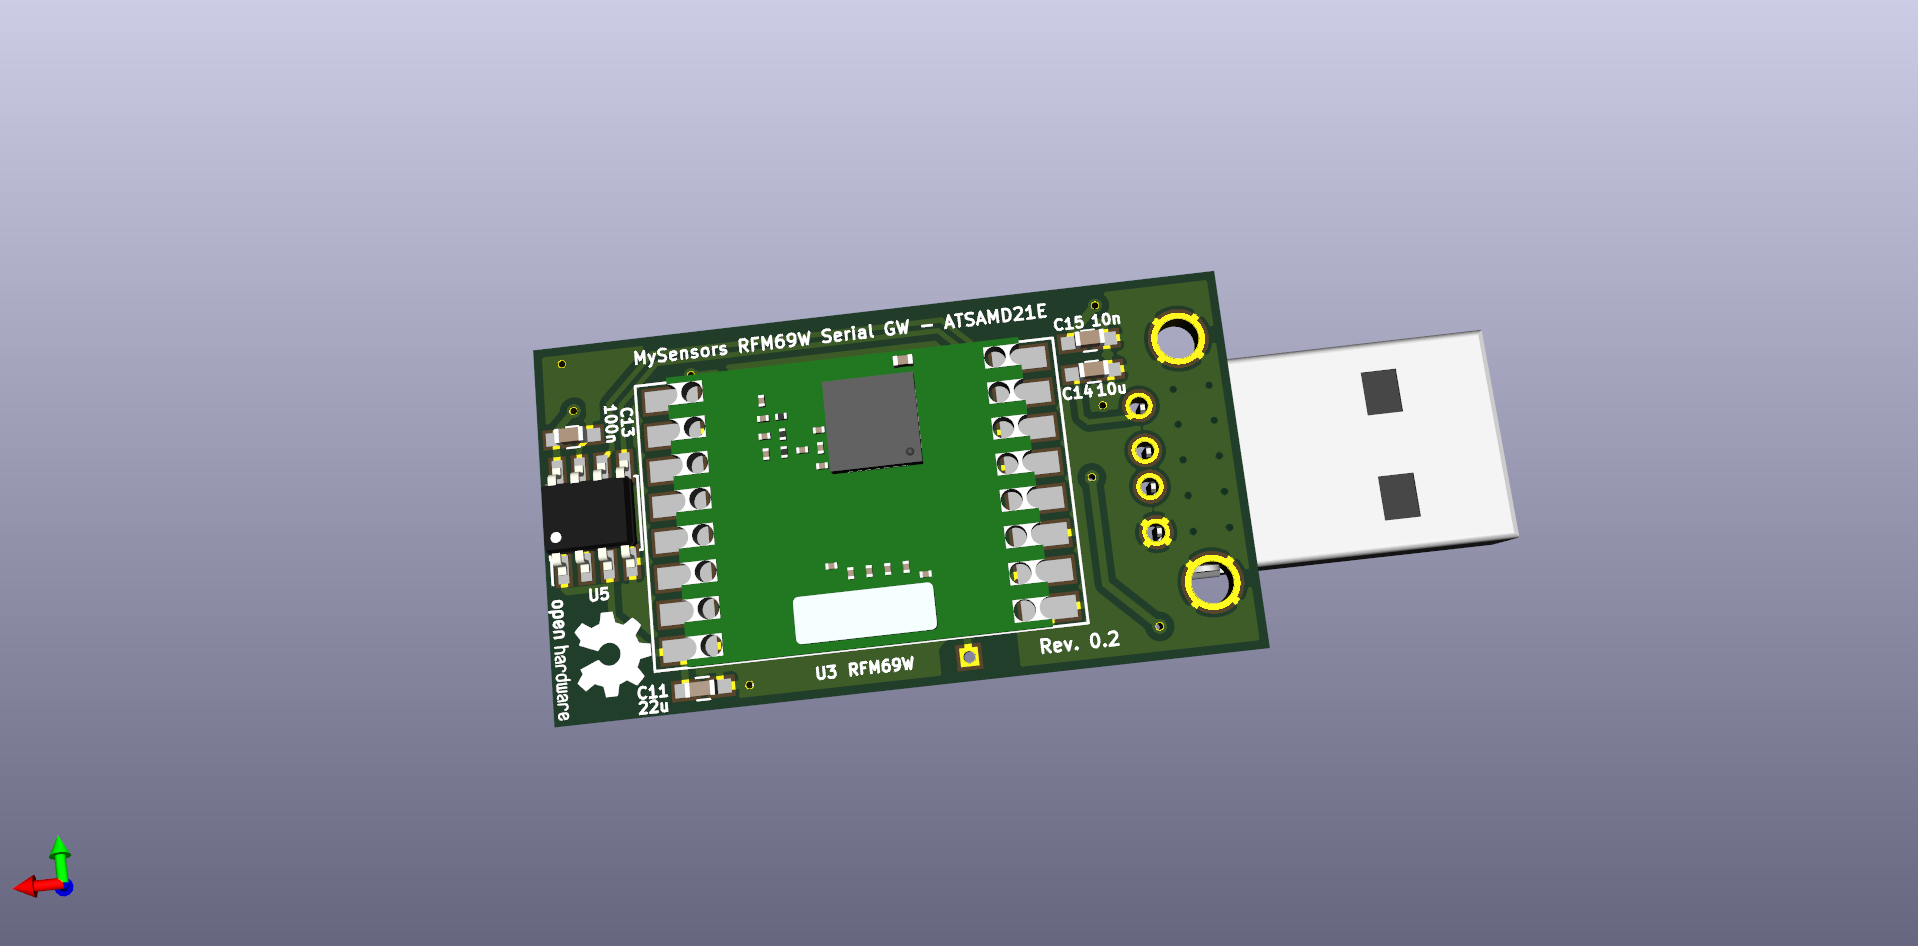 MySensors RFM69W Serial GW - ATSAMD21E
C15 10n
C14 10u
C13
100n
U5
open hardware
C11
22u
U3 RFM69W
Rev. 0.2